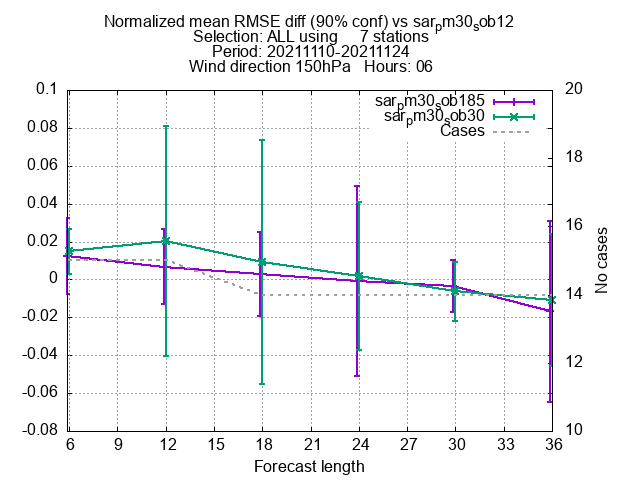 Normalized mean RMSE diff (90% conf) vs sarpm30sob12
Selection: ALL using 7 stations
Period: 20211110-20211124
Wind direction 150hPa Hours: 06
sarpm30sob185
sarpm30sob30
Cases
0.1
0.08
0.06
0.04
0.02
0
-0.02
-0.04
-0.06
-0.08
20
18
16
14
12
10
No cases
6 9 12 15 18 21 24 27 30 33 36
Forecast length